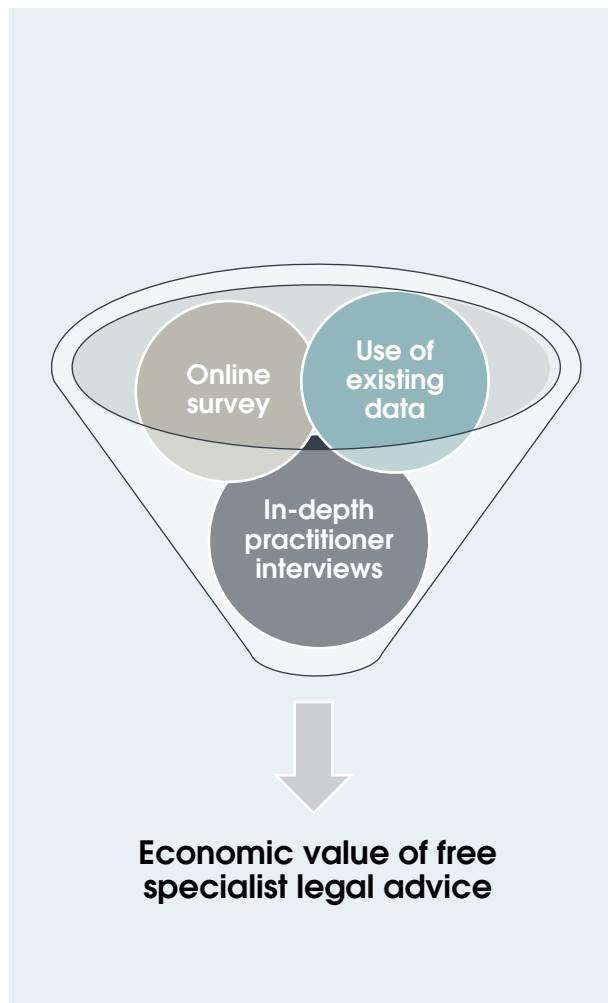 Online
survey
Use of
existing
data
In-depth
practitioner
interviews
Economic value of free
specialist legal advice